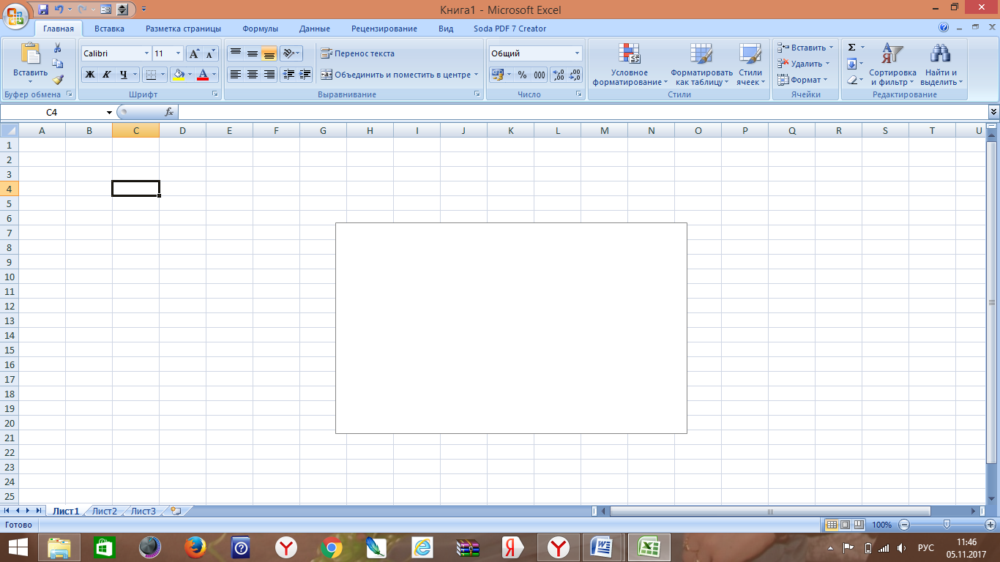 Книга1 - Microsoft Excel
Главная Вставка Разметка страницы Формулы Данные Рецензирование Вид Soda PDF 7 Creator
Вставить
Буфер обмена
Calibri 11
Ж К Ч
Шрифт
Перенос текста
Объединить и поместить в центре
Выравнивание
Общий
% 000
Число
Условное форматирование
Форматировать как таблицу
Стили ячеек
Стили
Вставить
Удалить
Формат
Ячейки
Σ
Сортировка и фильтр
Найти и выделить
Редактирование
C4 fx
A B C D E F G H I J K L M N O P Q R S T U
1
2
3
4
5
6
7
8
9
10
11
12
13
14
15
16
17
18
19
20
21
22
23
24
25
Лист1 Лист2 Лист3
Готово 100%
РУС 11:46
05.11.2017